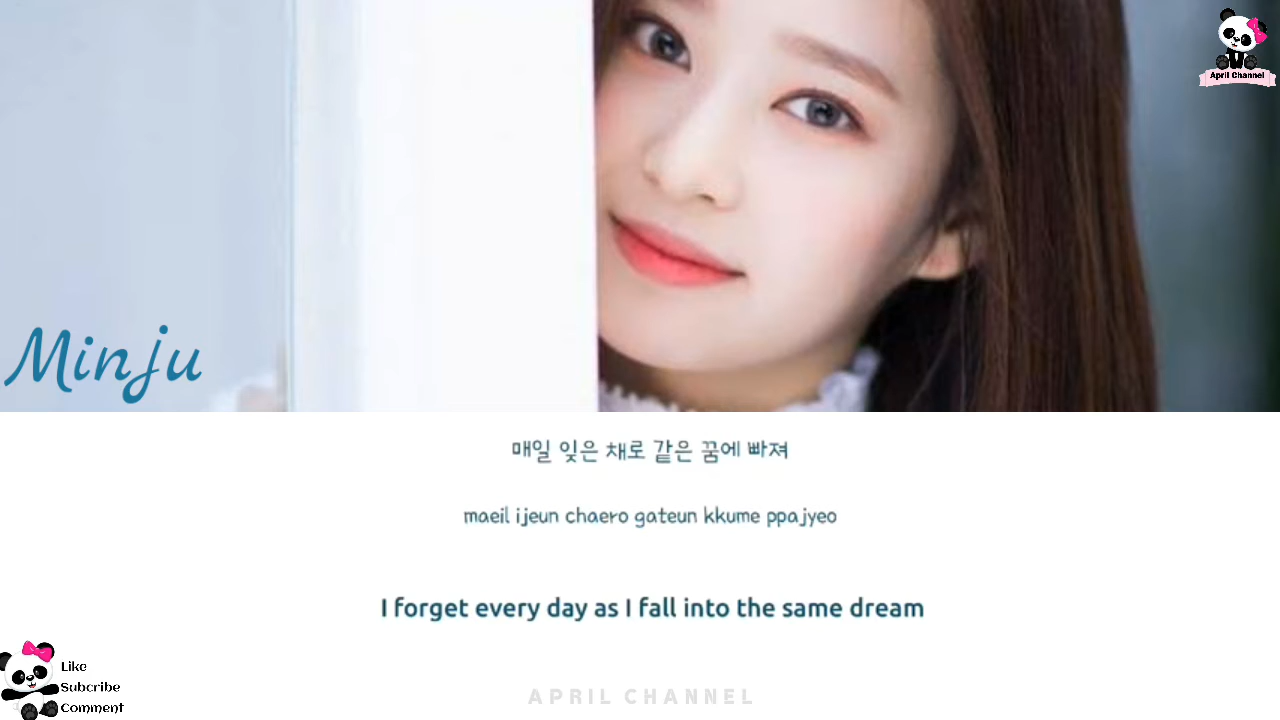 April Channel
Minju
매일 잊은 채로 같은 꿈에 빠져
maeil ijeun chaero gateun kkume ppajyeo
I forget every day as I fall into the same dream
Like
Subcribe
Comment
APRIL CHANNEL